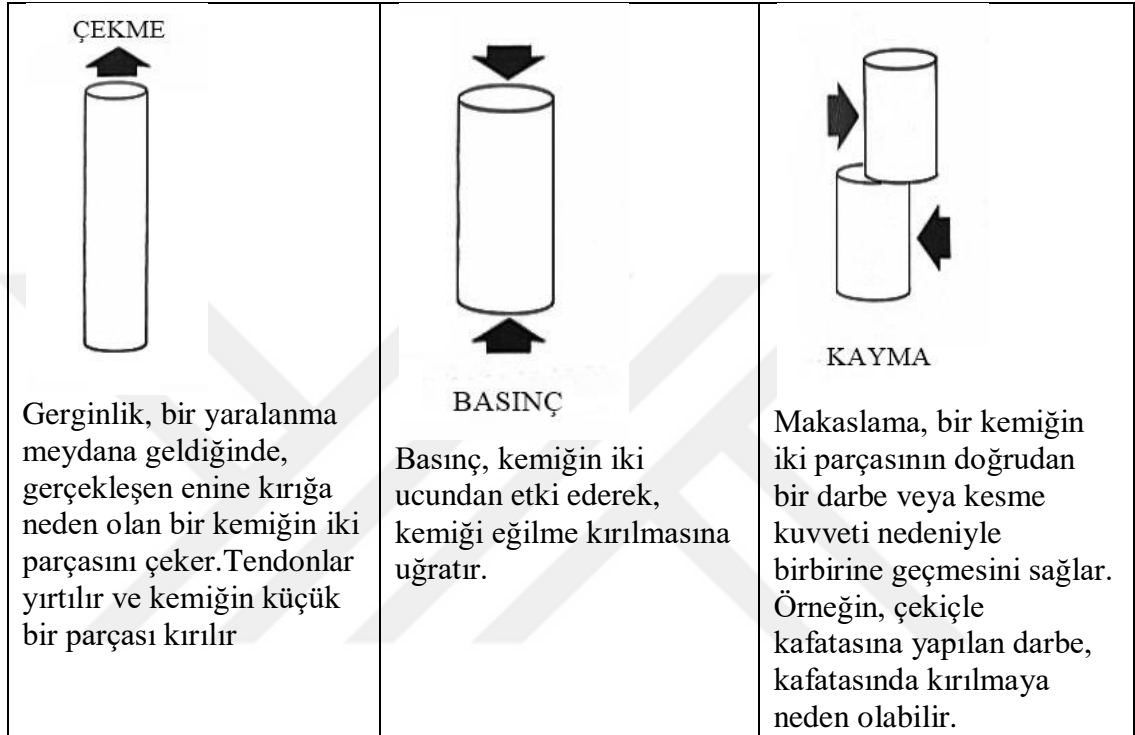 ÇEKME
Gerginlik, bir yaralanma
meydana geldiğinde,
gerçekleşen enine kırığa
neden olan bir kemiğin iki
parçasını çeker.Tendonlar
yırtılır ve kemiğin küçük
bir parçası kırılır
BASINÇ
Basınç, kemiğin iki
ucundan etki ederek,
kemiği eğilme kırılmasına
uğratır.
KAYMA
Makaslama, bir kemiğin
iki parçasının doğrudan
bir darbe veya kesme
kuvveti nedeniyle
birbirine geçmesini sağlar.
Örneğin, çekiçle
kafatasına yapılan darbe,
kafatasında kırılmaya
neden olabilir.